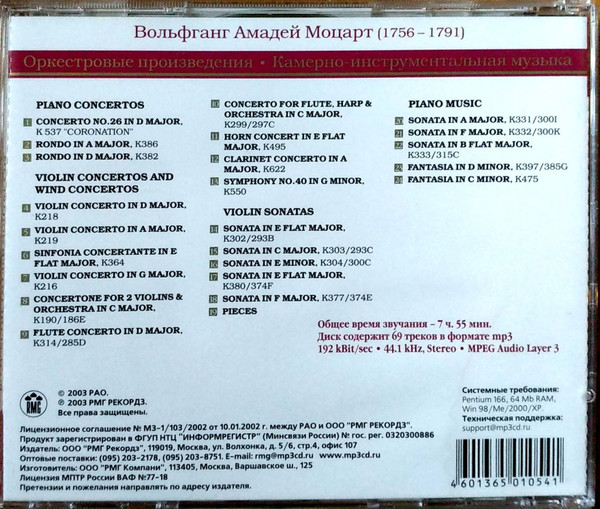 Вольфганг Амадей Моцарт (1756 – 1791)
Оркестровые произведения • Камерно-инструментальная музыка
PIANO CONCERTOS
1 CONCERTO NO.26 IN D MAJOR,
K 537 "CORONATION"
2 RONDO IN A MAJOR, K386
3 RONDO IN D MAJOR, K382
VIOLIN CONCERTOS AND
WIND CONCERTOS
4 VIOLIN CONCERTO IN D MAJOR,
K218
5 VIOLIN CONCERTO IN A MAJOR,
K219
6 SINFONIA CONCERTANTE IN E
FLAT MAJOR, K364
7 VIOLIN CONCERTO IN G MAJOR,
K216
8 CONCERTONE FOR 2 VIOLINS &
ORCHESTRA IN C MAJOR,
K190/186E
9 FLUTE CONCERTO IN D MAJOR,
K314/285D
10 CONCERTO FOR FLUTE, HARP &
ORCHESTRA IN C MAJOR,
K299/297C
11 HORN CONCERT IN E FLAT
MAJOR, K495
12 CLARINET CONCERTO IN A
MAJOR, K622
13 SYMPHONY NO.40 IN G MINOR,
K550
VIOLIN SONATAS
14 SONATA IN E FLAT MAJOR,
K302/293B
15 SONATA IN C MAJOR, K303/293C
16 SONATA IN E MINOR, K304/300C
17 SONATA IN E FLAT MAJOR,
K380/374F
18 SONATA IN F MAJOR, K377/374E
19 PIECES
PIANO MUSIC
20 SONATA IN A MAJOR, K331/300I
21 SONATA IN F MAJOR, K332/300K
22 SONATA IN B FLAT MAJOR,
K333/315C
23 FANTASIA IN D MINOR, K397/385G
24 FANTASIA IN C MINOR, K475
Общее время звучания – 7 ч. 55 мин.
Диск содержит 69 треков в формате mp3
192 kBit/sec • 44.1 kHz, Stereo • MPEG Audio Layer 3
RMG
© 2003 РАО.
℗ 2003 РМГ РЕКОРДЗ.
Все права защищены.
Системные требования:
Pentium 166, 64 Mb RAM,
Win 98/Me/2000/XP.
Техническая поддержка:
support@mp3cd.ru
Лицензионное соглашение № МЗ-1/103/2002 от 10.01.2002 г. между РАО и ООО "РМГ РЕКОРДЗ".
Продукт зарегистрирован в ФГУП НТЦ "ИНФОРМРЕГИСТР" (Минсвязи России) № гос. рег. 0320300886
Издатель: ООО "РМГ Рекордз", 119019, Москва, ул. Волхонка, д. 5/6, стр.4, офис 107
Оптовые поставки: (095) 203-2178, (095) 203-8751. E-mail: rmg@mp3cd.ru www.mp3cd.ru
Изготовитель: ООО "РМГ Компани", 113405, Москва, Варшавское ш., 125
Лицензия МПТР России ВАФ №77-18
Претензии и пожелания направлять по адресу издателя.
4 601365 010541